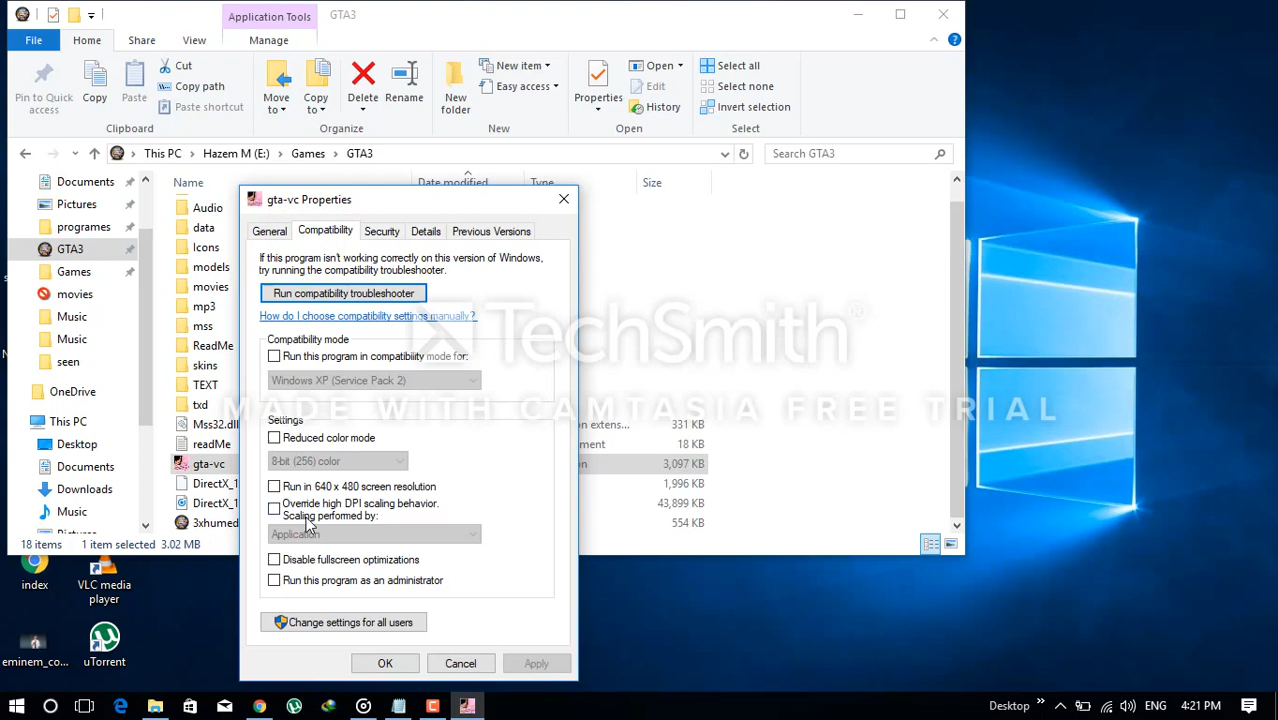 Application Tools
GTA3
File
Home
Share
View
Manage
Pin to Quick access
Copy
Paste
Cut
Copy path
Paste shortcut
Clipboard
Move to
Copy to
Delete
Rename
Organize
New folder
New item
Easy access
New
Properties
Open
Edit
History
Open
Select all
Select none
Invert selection
Select
This PC
Hazem M (E:)
Games
GTA3
Search GTA3
Name
Date modified
Type
Size
Documents
Pictures
programes
GTA3
Games
movies
Music
Music
seen
OneDrive
This PC
Desktop
Documents
Downloads
Music
Audio
data
Icons
models
movies
mp3
mss
ReadMe
skins
TEXT
txd
Mss32.dll
331 KB
readMe
18 KB
gta-vc
3,097 KB
DirectX_1
1,996 KB
DirectX_1
43,899 KB
3xhumed
554 KB
18 items
1 item selected
3.02 MB
gta-vc Properties
General
Compatibility
Security
Details
Previous Versions
If this program isn't working correctly on this version of Windows,
try running the compatibility troubleshooter.
Run compatibility troubleshooter
How do I choose compatibility settings manually?
Compatibility mode
Run this program in compatibility mode for:
Windows XP (Service Pack 2)
Settings
Reduced color mode
8-bit (256) color
Run in 640 x 480 screen resolution
Override high DPI scaling behavior.
Scaling performed by:
Application
Disable fullscreen optimizations
Run this program as an administrator
Change settings for all users
OK
Cancel
Apply
TechSmith®
MADE WITH CAMTASIA FREE TRIAL
index
VLC media
player
eminem_co...
uTorrent
Desktop
ENG
4:21 PM